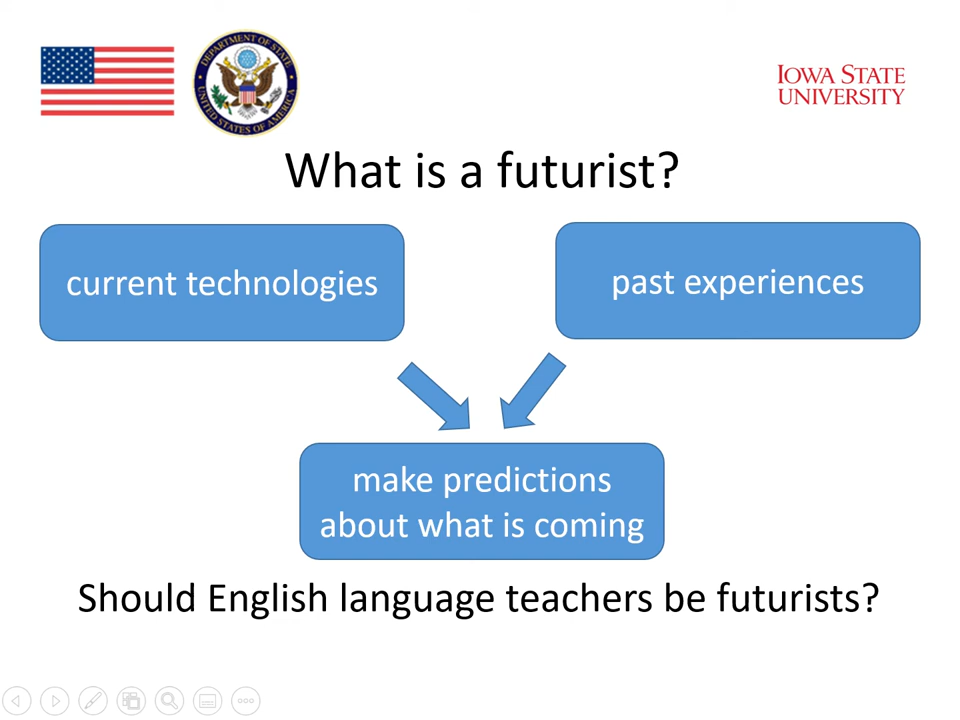 DEPARTMENT OF STATE
UNITED STATES OF AMERICA
IOWA STATE
UNIVERSITY
What is a futurist?
current technologies
past experiences
make predictions
about what is coming
Should English language teachers be futurists?